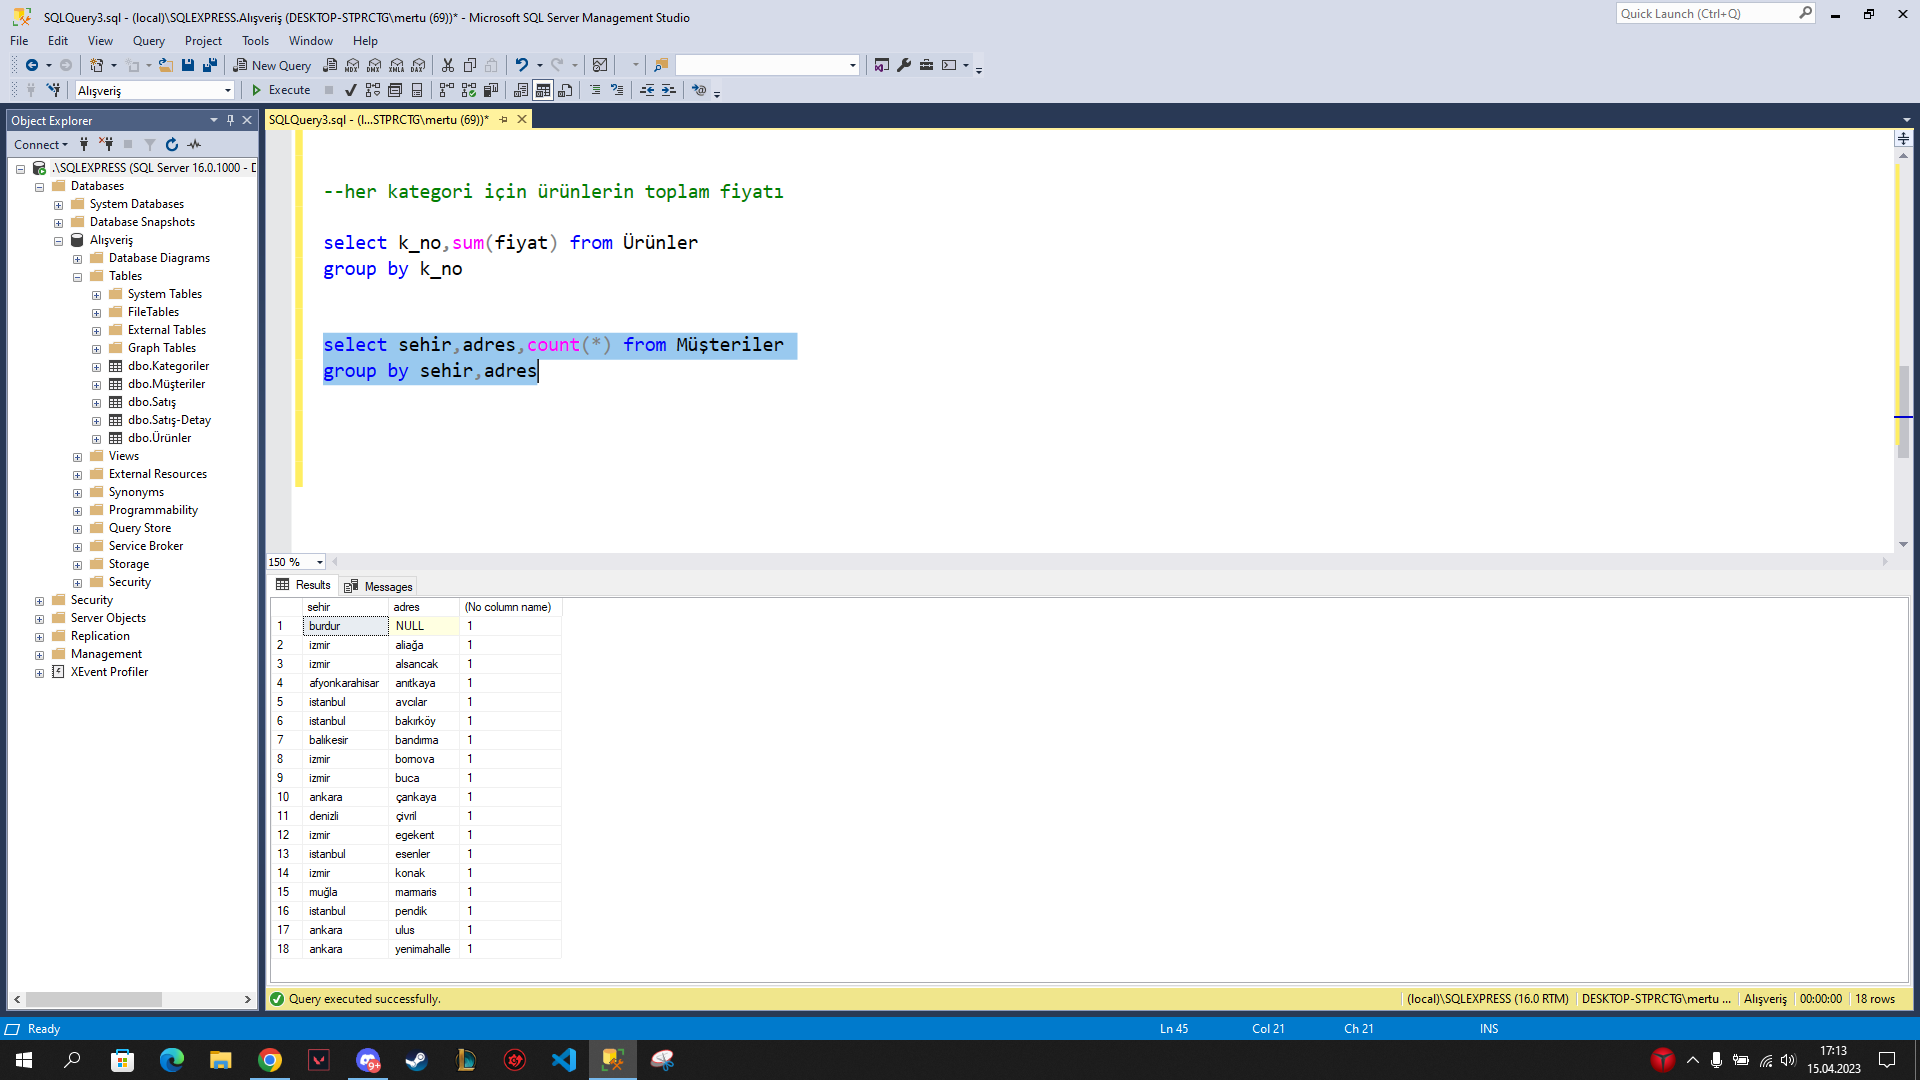 SQLQuery3.sql - (local)\SQLEXPRESS.Alışveriş (DESKTOP-STPRCTG\mertu (69))* - Microsoft SQL Server Management Studio
Quick Launch (Ctrl+Q)
File Edit View Query Project Tools Window Help
New Query
MDX DMX XMLA DAX
Alışveriş
Execute
Object Explorer
SQLQuery3.sql - (l...STPRCTG\mertu (69))*
Connect
.\SQLEXPRESS (SQL Server 16.0.1000 - D
Databases
System Databases
Database Snapshots
Alışveriş
Database Diagrams
Tables
System Tables
FileTables
External Tables
Graph Tables
dbo.Kategoriler
dbo.Müşteriler
dbo.Satış
dbo.Satış-Detay
dbo.Ürünler
Views
External Resources
Synonyms
Programmability
Query Store
Service Broker
Storage
Security
Security
Server Objects
Replication
Management
XEvent Profiler
--her kategori için ürünlerin toplam fiyatı
select k_no,sum(fiyat) from Ürünler
group by k_no
select sehir,adres,count(*) from Müşteriler
group by sehir,adres
150 %
Results Messages
sehir adres (No column name)
1 burdur NULL 1
2 izmir aliağa 1
3 izmir alsancak 1
4 afyonkarahisar anıtkaya 1
5 istanbul avcılar 1
6 istanbul bakırköy 1
7 balıkesir bandırma 1
8 izmir bornova 1
9 izmir buca 1
10 ankara çankaya 1
11 denizli çivril 1
12 izmir egekent 1
13 istanbul esenler 1
14 izmir konak 1
15 muğla marmaris 1
16 istanbul pendik 1
17 ankara ulus 1
18 ankara yenimahalle 1
Query executed successfully.
(local)\SQLEXPRESS (16.0 RTM) DESKTOP-STPRCTG\mertu ... Alışveriş 00:00:00 18 rows
Ready
Ln 45 Col 21 Ch 21 INS
9+
17:13
15.04.2023